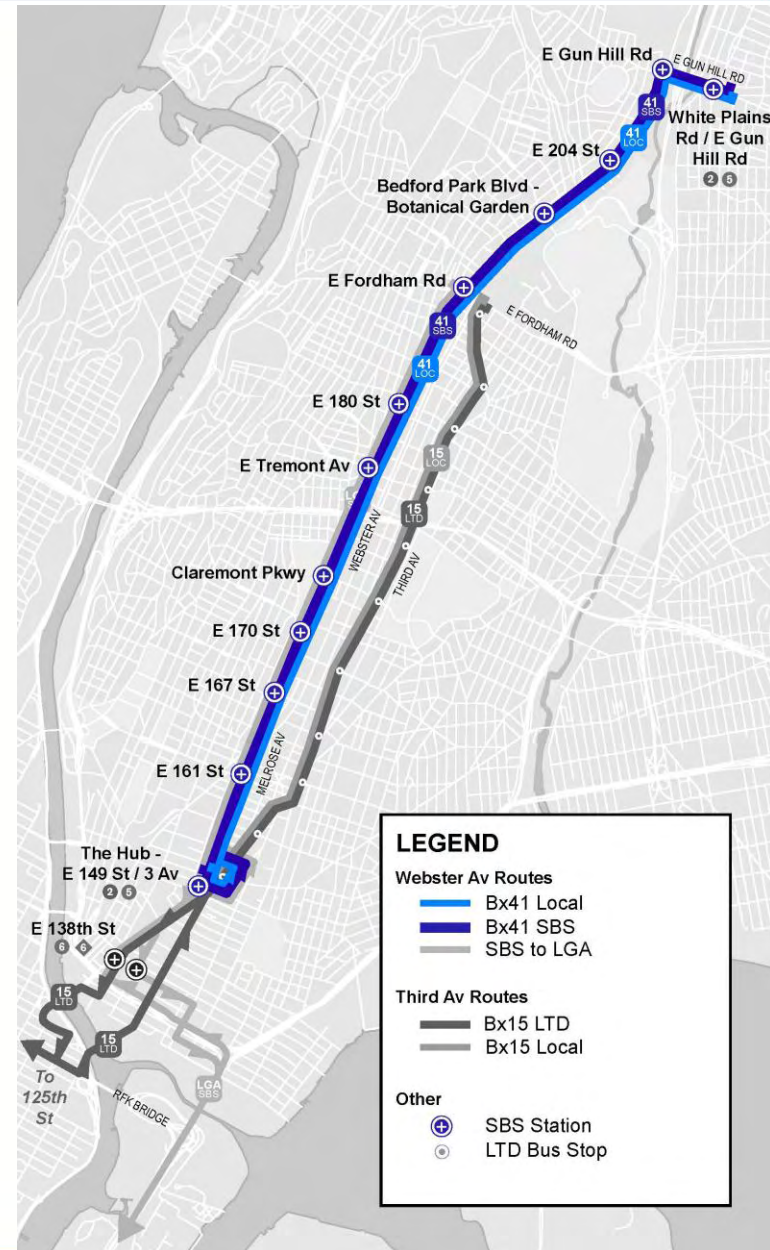 E Gun Hill Rd
E GUN HILL RD
41
SBS
White Plains
Rd / E Gun
Hill Rd
2 5
41
LOC
E 204 St
Bedford Park Blvd -
Botanical Garden
E Fordham Rd
E FORDHAM RD
41
SBS
41
LOC
E 180 St
E Tremont Av
15
LOC
15
LTD
WEBSTER AV
THIRD AV
Claremont Pkwy
E 170 St
E 167 St
MELROSE AV
E 161 St
The Hub -
E 149 St / 3 Av
2 5
E 138th St
6 6
15
LTD
15
LTD
To
125th
St
RFK BRIDGE
LGA
SBS
LEGEND
Webster Av Routes
Bx41 Local
Bx41 SBS
SBS to LGA
Third Av Routes
Bx15 LTD
Bx15 Local
Other
SBS Station
LTD Bus Stop